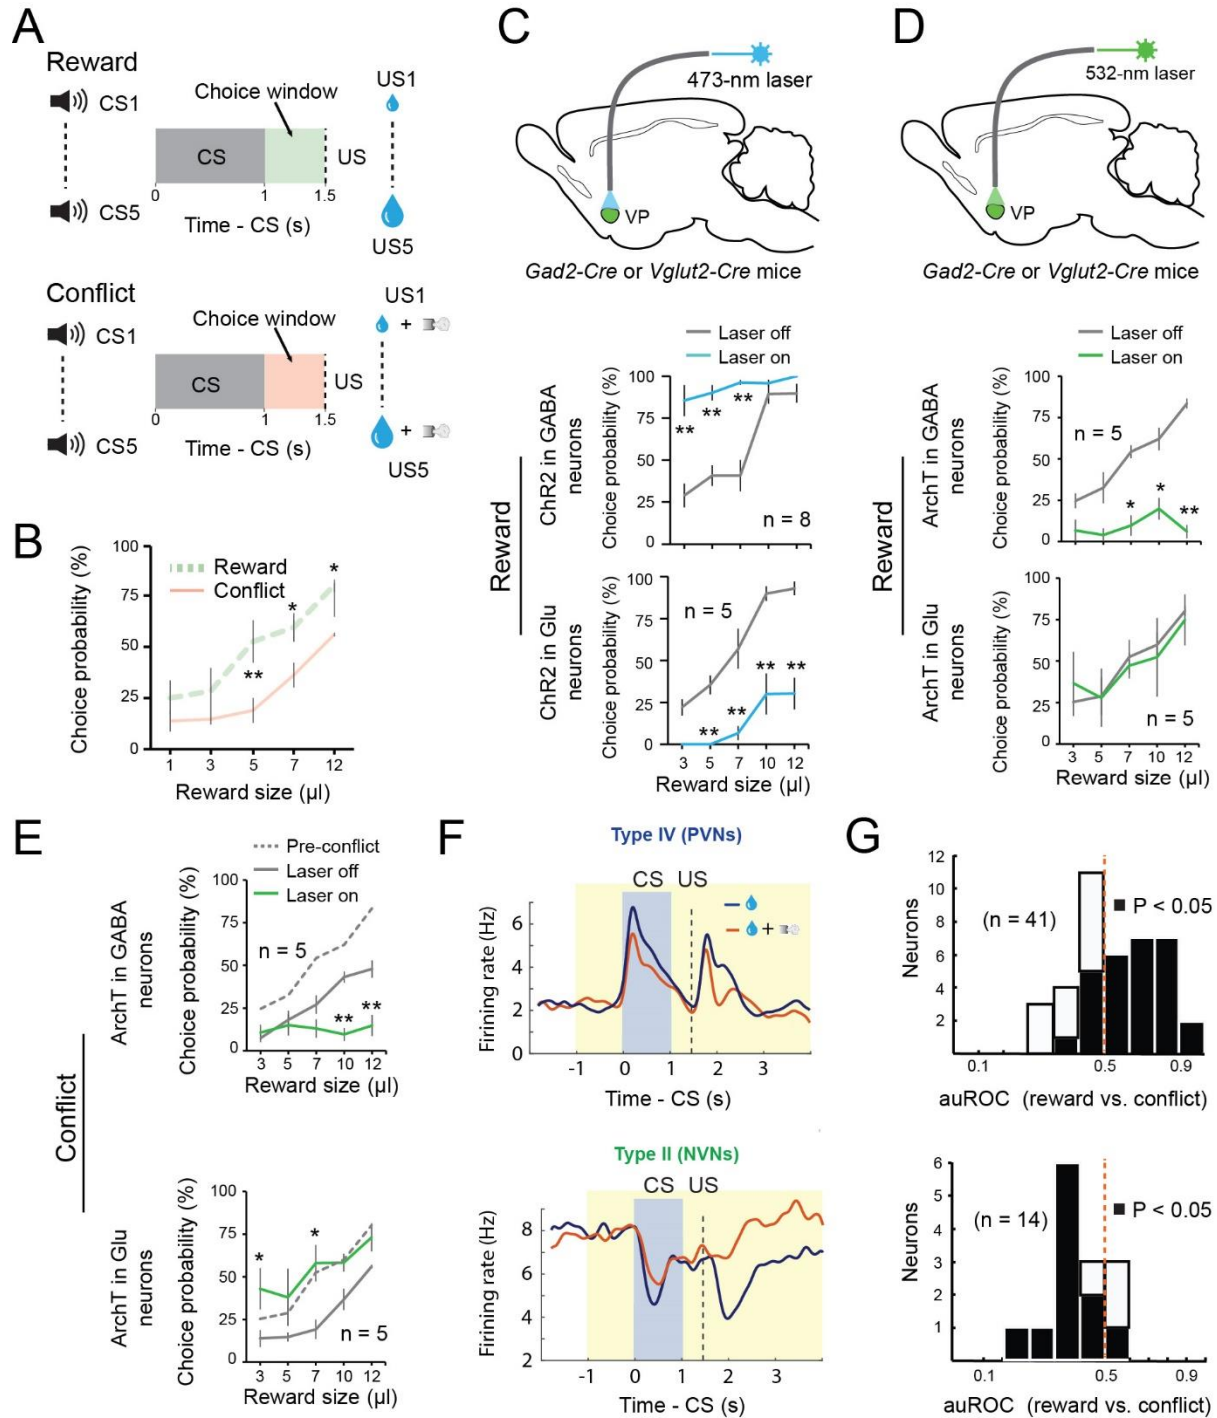 A
Reward
CS1
CS5
Choice window
CS
US
0
1
1.5
Time - CS (s)
US1
US5
Conflict
CS1
CS5
Choice window
CS
US
0
1
1.5
Time - CS (s)
US1
+
+
US5
B
Choice probability (%)
100
75
50
25
0
Reward
Conflict
**
*
*
1 3 5 7 12
Reward size (µl)
C
473-nm laser
VP
Gad2-Cre or Vglut2-Cre mice
Laser off
Laser on
Reward
ChR2 in GABA
neurons
Choice probability (%)
100
75
50
25
0
**
**
**
n = 8
ChR2 in Glu
neurons
Choice probability (%)
100
75
50
25
0
n = 5
**
**
**
**
3 5 7 10 12
Reward size (µl)
D
532-nm laser
VP
Gad2-Cre or Vglut2-Cre mice
Laser off
Laser on
Reward
ArchT in GABA
neurons
Choice probability (%)
100
75
50
25
0
n = 5
*
*
**
ArchT in Glu
neurons
Choice probability (%)
100
75
50
25
0
n = 5
3 5 7 10 12
Reward size (µl)
E
Pre-conflict
Laser off
Laser on
Conflict
ArchT in GABA
neurons
Choice probability (%)
100
75
50
25
0
n = 5
**
**
3 5 7 10 12
Reward size (µl)
ArchT in Glu
neurons
Choice probability (%)
100
75
50
25
0
*
*
n = 5
3 5 7 10 12
Reward size (µl)
F
Type IV (PVNs)
CS
US
+
Firining rate (Hz)
6
4
2
0
-1 0 1 2 3
Time - CS (s)
Type II (NVNs)
CS
US
Firining rate (Hz)
8
6
4
2
-1 0 1 2 3
Time - CS (s)
G
Neurons
12
10
8
6
4
2
(n = 41)
P < 0.05
0.1 0.5 0.9
auROC (reward vs. conflict)
Neurons
6
5
4
3
2
1
(n = 14)
P < 0.05
0.1 0.5 0.9
auROC (reward vs. conflict)